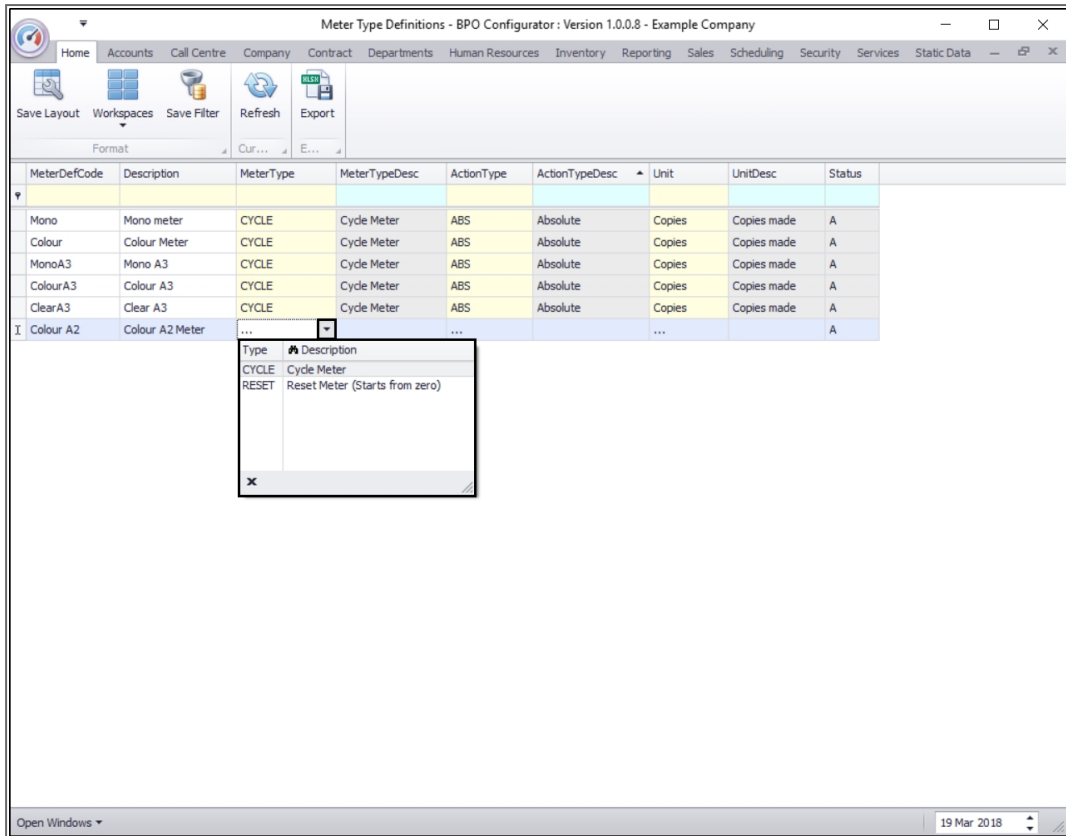 Meter Type Definitions - BPO Configurator : Version 1.0.0.8 - Example Company
Home Accounts Call Centre Company Contract Departments Human Resources Inventory Reporting Sales Scheduling Security Services Static Data
XLSX
Save Layout Workspaces Save Filter Refresh Export
Format Cur... E...
MeterDefCode Description MeterType MeterTypeDesc ActionType ActionTypeDesc Unit UnitDesc Status
Mono Mono meter CYCLE Cycle Meter ABS Absolute Copies Copies made A
Colour Colour Meter CYCLE Cycle Meter ABS Absolute Copies Copies made A
MonoA3 Mono A3 CYCLE Cycle Meter ABS Absolute Copies Copies made A
ColourA3 Colour A3 CYCLE Cycle Meter ABS Absolute Copies Copies made A
ClearA3 Clear A3 CYCLE Cycle Meter ABS Absolute Copies Copies made A
Colour A2 Colour A2 Meter ... ... ... A
Type Description
CYCLE Cycle Meter
RESET Reset Meter (Starts from zero)
Open Windows 19 Mar 2018